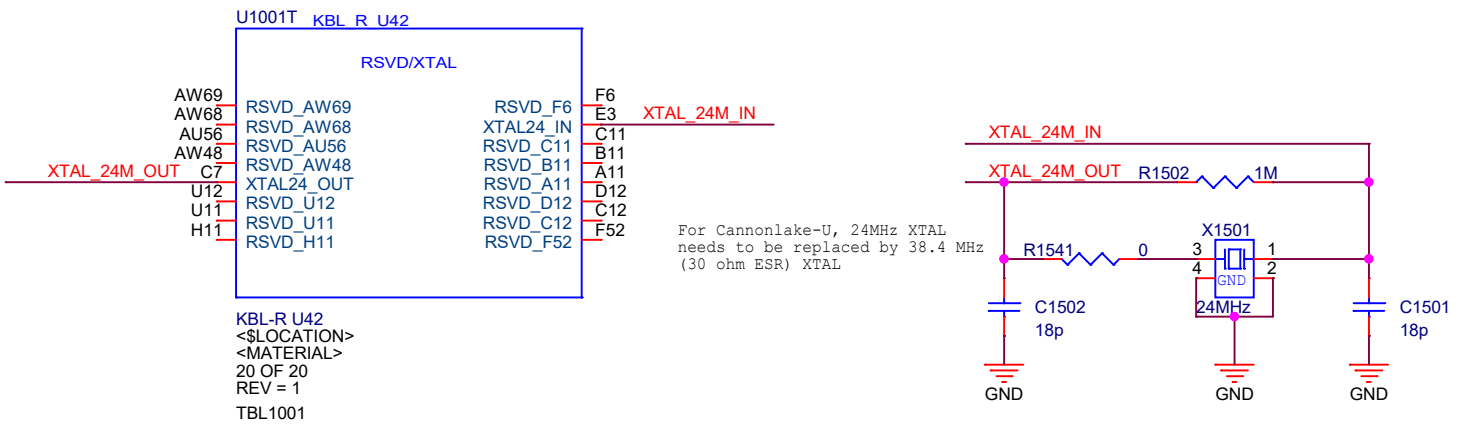 U1001T KBL_R_U42
RSVD/XTAL
AW69 RSVD_AW69 RSVD_F6 F6
AW68 RSVD_AW68 XTAL24_IN E3 XTAL_24M_IN
AU56 RSVD_AU56 RSVD_C11 C11
AW48 RSVD_AW48 RSVD_B11 B11
XTAL_24M_OUT C7 XTAL24_OUT RSVD_A11 A11
U12 RSVD_U12 RSVD_D12 D12
U11 RSVD_U11 RSVD_C12 C12
H11 RSVD_H11 RSVD_F52 F52
KBL-R U42
<$LOCATION>
<MATERIAL>
20 OF 20
REV = 1
TBL1001
For Cannonlake-U, 24MHz XTAL
needs to be replaced by 38.4 MHz
(30 ohm ESR) XTAL
XTAL_24M_IN
XTAL_24M_OUT R1502 1M
X1501
R1541 0 3 1
4 GND 2
24MHz
C1502
18p
C1501
18p
GND
GND
GND